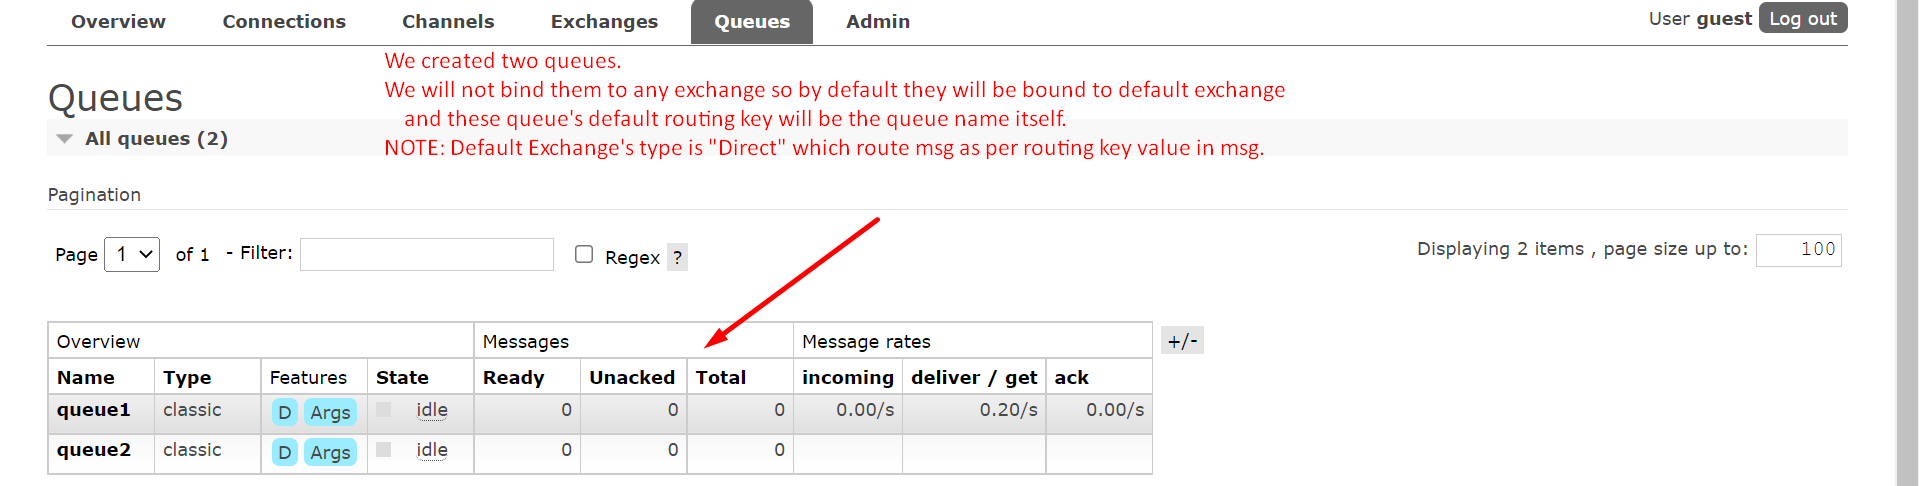 Overview Connections Channels Exchanges Queues Admin User guest Log out
We created two queues.
We will not bind them to any exchange so by default they will be bound to default exchange
and these queue's default routing key will be the queue name itself.
NOTE: Default Exchange's type is "Direct" which route msg as per routing key value in msg.
Queues
All queues (2)
Pagination
Page 1 of 1 - Filter: Regex ? Displaying 2 items , page size up to: 100
Overview Messages Message rates +/-
Name Type Features State Ready Unacked Total incoming deliver / get ack
queue1 classic D Args idle 0 0 0 0.00/s 0.20/s 0.00/s
queue2 classic D Args idle 0 0 0